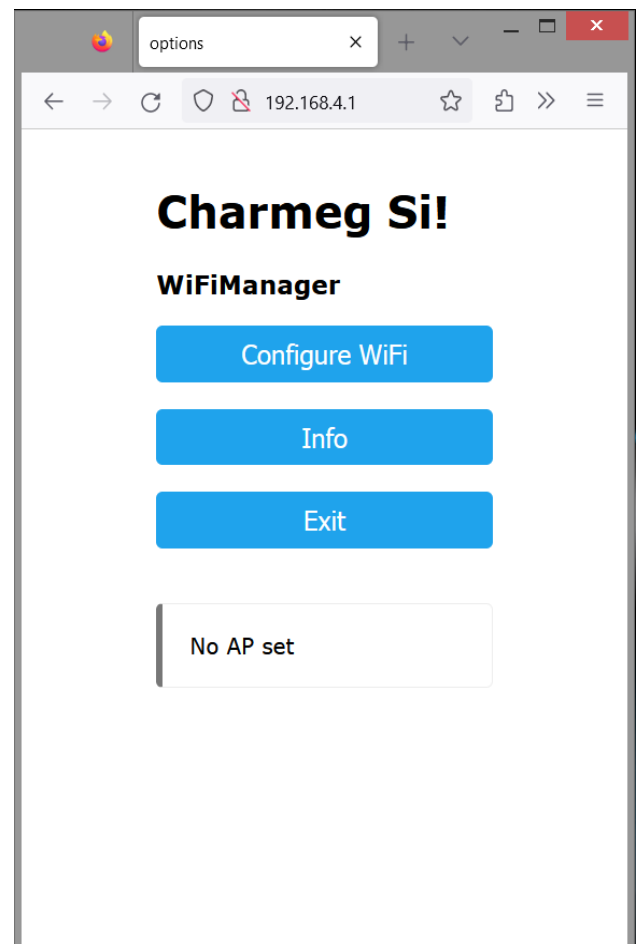 options
192.168.4.1
Charmeg Si!
WiFiManager
Configure WiFi
Info
Exit
No AP set